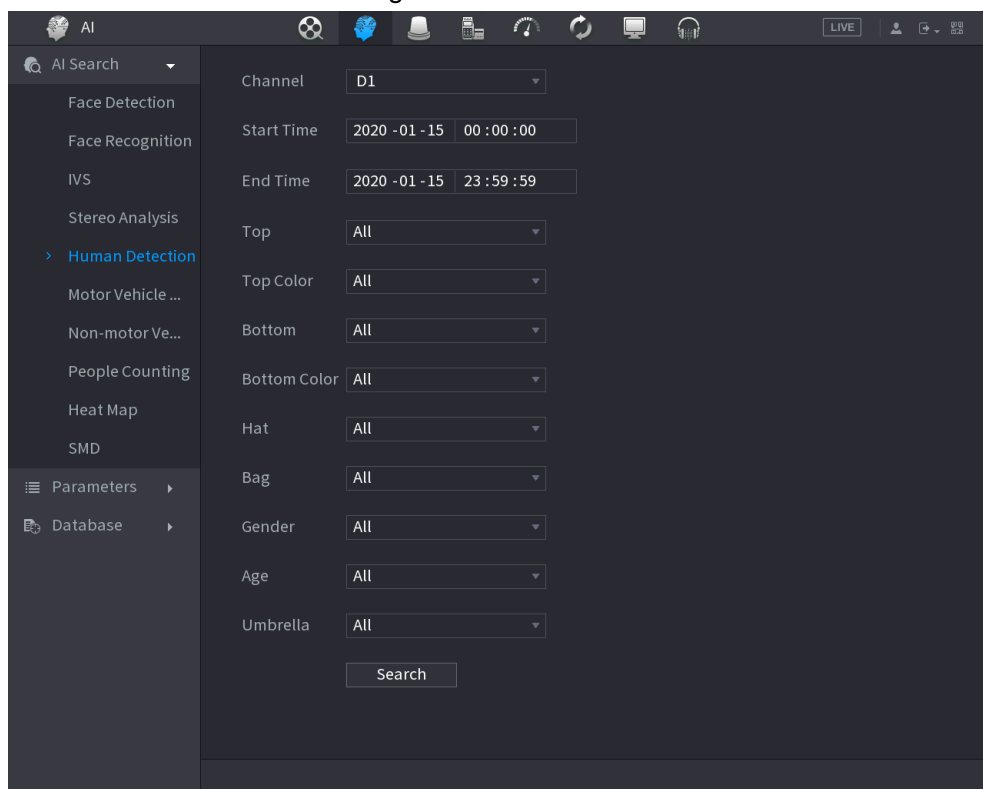 AI
LIVE
AI Search
Face Detection
Face Recognition
IVS
Stereo Analysis
Human Detection
Motor Vehicle ...
Non-motor Ve...
People Counting
Heat Map
SMD
Parameters
Database
Channel D1
Start Time 2020 -01 -15 00 :00 :00
End Time 2020 -01 -15 23 :59 :59
Top All
Top Color All
Bottom All
Bottom Color All
Hat All
Bag All
Gender All
Age All
Umbrella All
Search